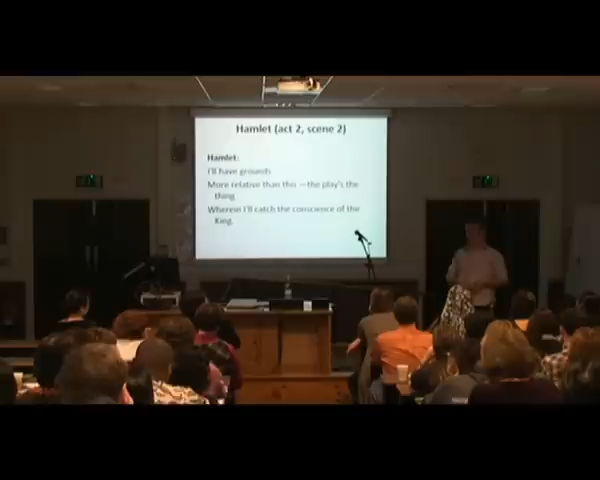 Hamlet (act 2, scene 2)
Hamlet:
I'll have grounds
More relative than this — the play's the
thing
Wherein I'll catch the conscience of the
King.